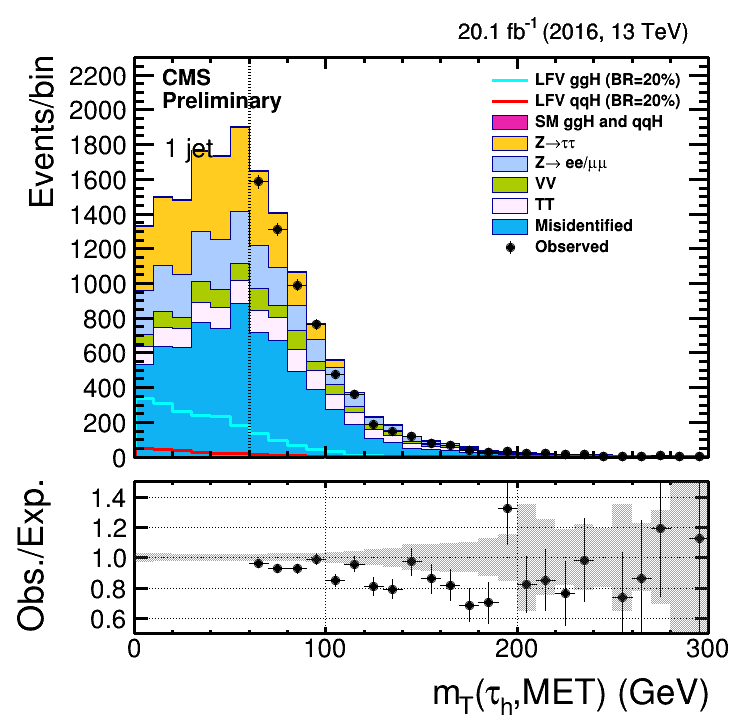 20.1 fb⁻¹ (2016, 13 TeV)
Events/bin
2200
2000
1800
1600
1400
1200
1000
800
600
400
200
0
CMS
Preliminary
1 jet
LFV ggH (BR=20%)
LFV qqH (BR=20%)
SM ggH and qqH
Z→ττ
Z→ ee/μμ
VV
TT
Misidentified
Observed
Obs./Exp.
1.4
1.2
1.0
0.8
0.6
0 100 200 300
m_T(τ_h,MET) (GeV)